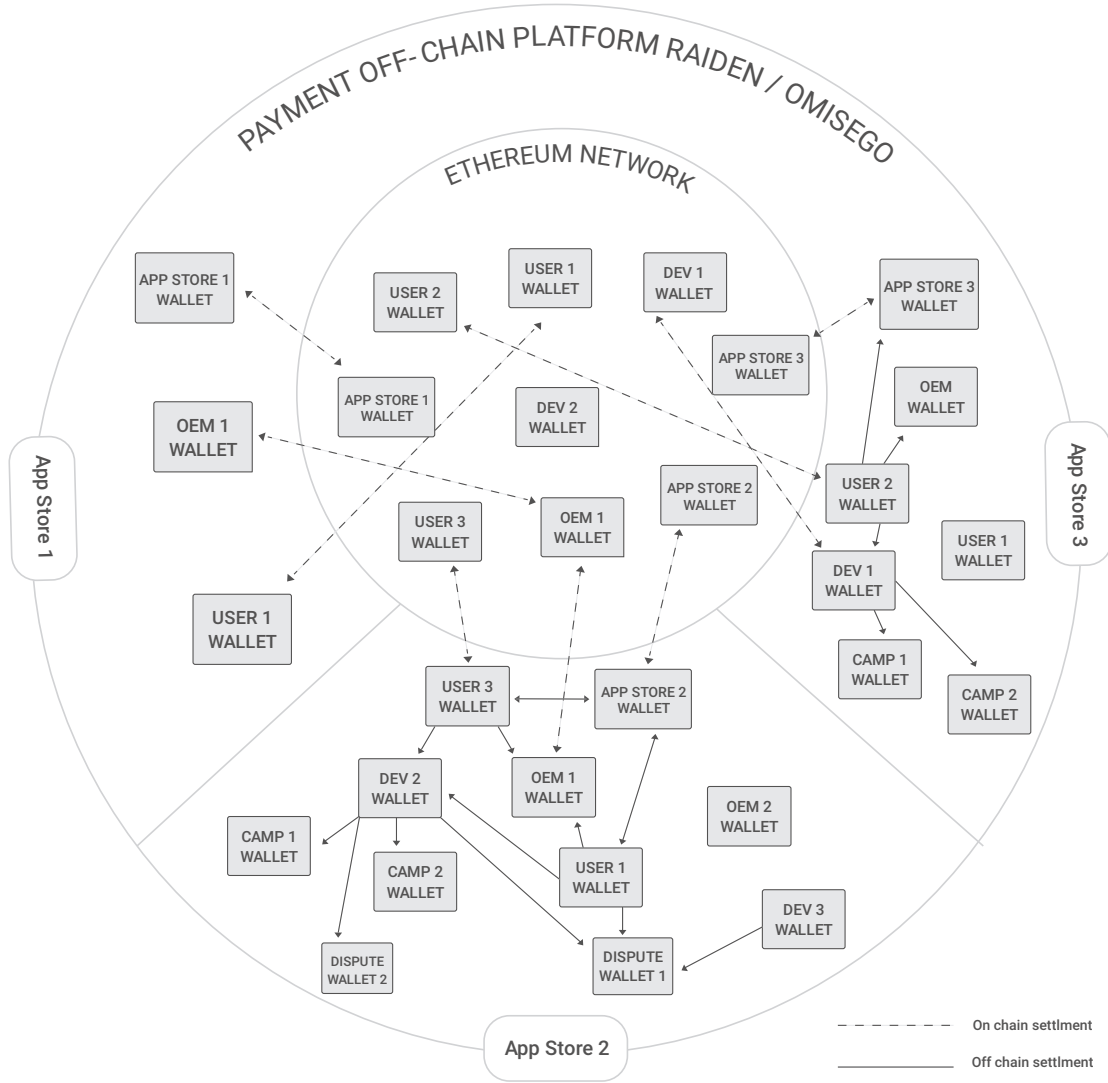 PAYMENT OFF-CHAIN PLATFORM RAIDEN / OMISEGO
ETHEREUM NETWORK
APP STORE 1
WALLET
USER 2
WALLET
USER 1
WALLET
DEV 1
WALLET
APP STORE 3
WALLET
APP STORE 3
WALLET
APP STORE 1
WALLET
DEV 2
WALLET
OEM
WALLET
OEM 1
WALLET
App Store 1
App Store 3
USER 2
WALLET
APP STORE 2
WALLET
USER 3
WALLET
OEM 1
WALLET
USER 1
WALLET
DEV 1
WALLET
USER 1
WALLET
CAMP 1
WALLET
CAMP 2
WALLET
USER 3
WALLET
APP STORE 2
WALLET
DEV 2
WALLET
OEM 1
WALLET
OEM 2
WALLET
CAMP 1
WALLET
CAMP 2
WALLET
USER 1
WALLET
DEV 3
WALLET
DISPUTE
WALLET 2
DISPUTE
WALLET 1
App Store 2
On chain settlment
Off chain settlment